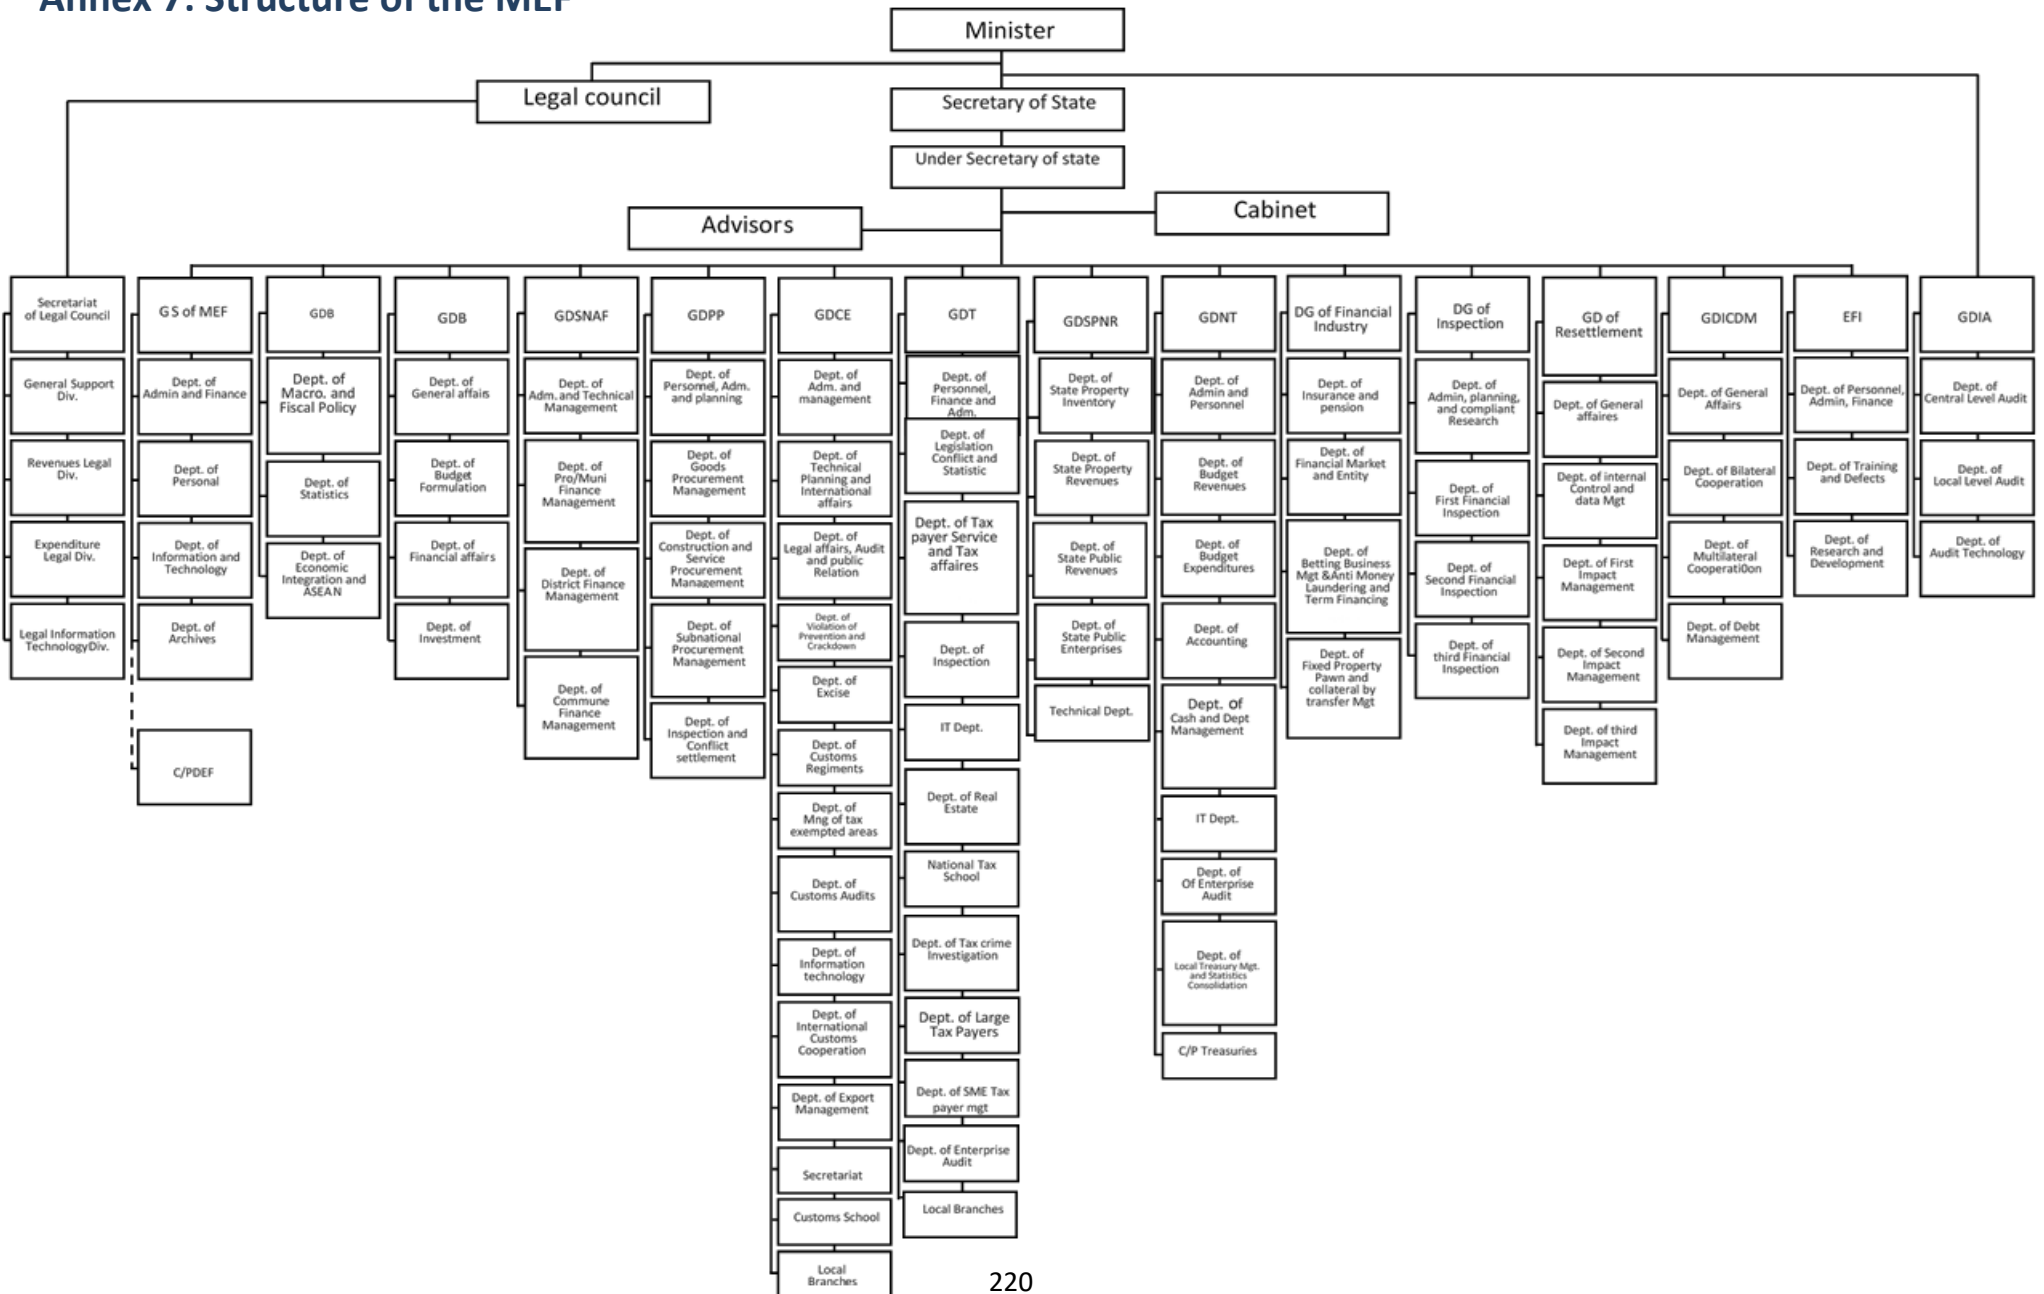 Annex 7: Structure of the MEF
Minister
Legal council
Secretary of State
Under Secretary of state
Advisors
Cabinet
Secretariat
of Legal Council
General Support
Div.
Revenues Legal
Div.
Expenditure
Legal Div.
Legal Information
TechnologyDiv.
GS of MEF
Dept. of
Admin and Finance
Dept. of
Personal
Dept. of
Information and
Technology
Dept. of
Archives
C/PDEF
GDB
Dept. of
Macro. and
Fiscal Policy
Dept. of
Statistics
Dept. of
Economic
Integration and
ASEAN
GDB
Dept. of
General affairs
Dept. of
Budget
Formulation
Dept. of
Financial affairs
Dept. of
Investment
GDSNAF
Dept. of
Adm. and Technical
Management
Dept. of
Pro/Muni
Finance
Management
Dept. of
District Finance
Management
Dept. of
Commune
Finance
Management
GDPP
Dept. of
Personnel, Adm.
and planning
Dept. of
Goods
Procurement
Management
Dept. of
Construction and
Service
Procurement
Management
Dept. of
Subnational
Procurement
Management
Dept. of
Inspection and
Conflict
settlement
GDCE
Dept. of
Adm. and
management
Dept. of
Technical
Planning and
International
affairs
Dept. of
Legal affairs, Audit
and public
Relation
Dept. of
Violation of
Prevention and
Crackdown
Dept. of
Excise
Dept. of
Customs
Regiments
Dept. of
Mng of tax
exempted areas
Dept. of
Customs Audits
Dept. of
Information
technology
Dept. of
International
Customs
Cooperation
Dept. of Export
Management
Secretariat
Customs School
Local
Branches
GDT
Dept. of
Personnel,
Finance and
Adm.
Dept. of
Legislation
Conflict and
Statistic
Dept. of Tax
payer Service
and Tax
affaires
Dept. of
Inspection
IT Dept.
Dept. of Real
Estate
National Tax
School
Dept. of Tax crime
Investigation
Dept. of Large
Tax Payers
Dept. of SME Tax
payer mgt
Dept. of Enterprise
Audit
Local Branches
GDSPNR
Dept. of
State Property
Inventory
Dept. of
State Property
Revenues
Dept. of
State Public
Revenues
Dept. of
State Public
Enterprises
Technical Dept.
GDNT
Dept. of
Admin and
Personnel
Dept. of
Budget
Revenues
Dept. of
Budget
Expenditures
Dept. of
Accounting
Dept. of
Cash and Dept
Management
IT Dept.
Dept. of
Of Enterprise
Audit
Dept. of
Local Treasury Mgt.
and Statistics
Consolidation
C/P Treasuries
DG of Financial
Industry
Dept. of
Insurance and
pension
Dept. of
Financial Market
and Entity
Dept. of
Betting Business
Mgt &Anti Money
Laundering and
Term Financing
Dept. of
Fixed Property
Pawn and
collateral by
transfer Mgt
DG of
Inspection
Dept. of
Admin, planning,
and compliant
Research
Dept. of
First Financial
Inspection
Dept. of
Second Financial
Inspection
Dept. of
third Financial
Inspection
GD of
Resettlement
Dept. of General
affaires
Dept. of internal
Control and
data Mgt
Dept. of First
Impact
Management
Dept. of Second
Impact
Management
Dept. of third
Impact
Management
GDICDM
Dept. of General
Affairs
Dept. of Bilateral
Cooperation
Dept. of
Multilateral
Cooperati0on
Dept. of Debt
Management
EFI
Dept. of Personnel,
Admin, Finance
Dept. of Training
and Defects
Dept. of
Research and
Development
GDIA
Dept. of
Central Level Audit
Dept. of
Local Level Audit
Dept. of
Audit Technology
220